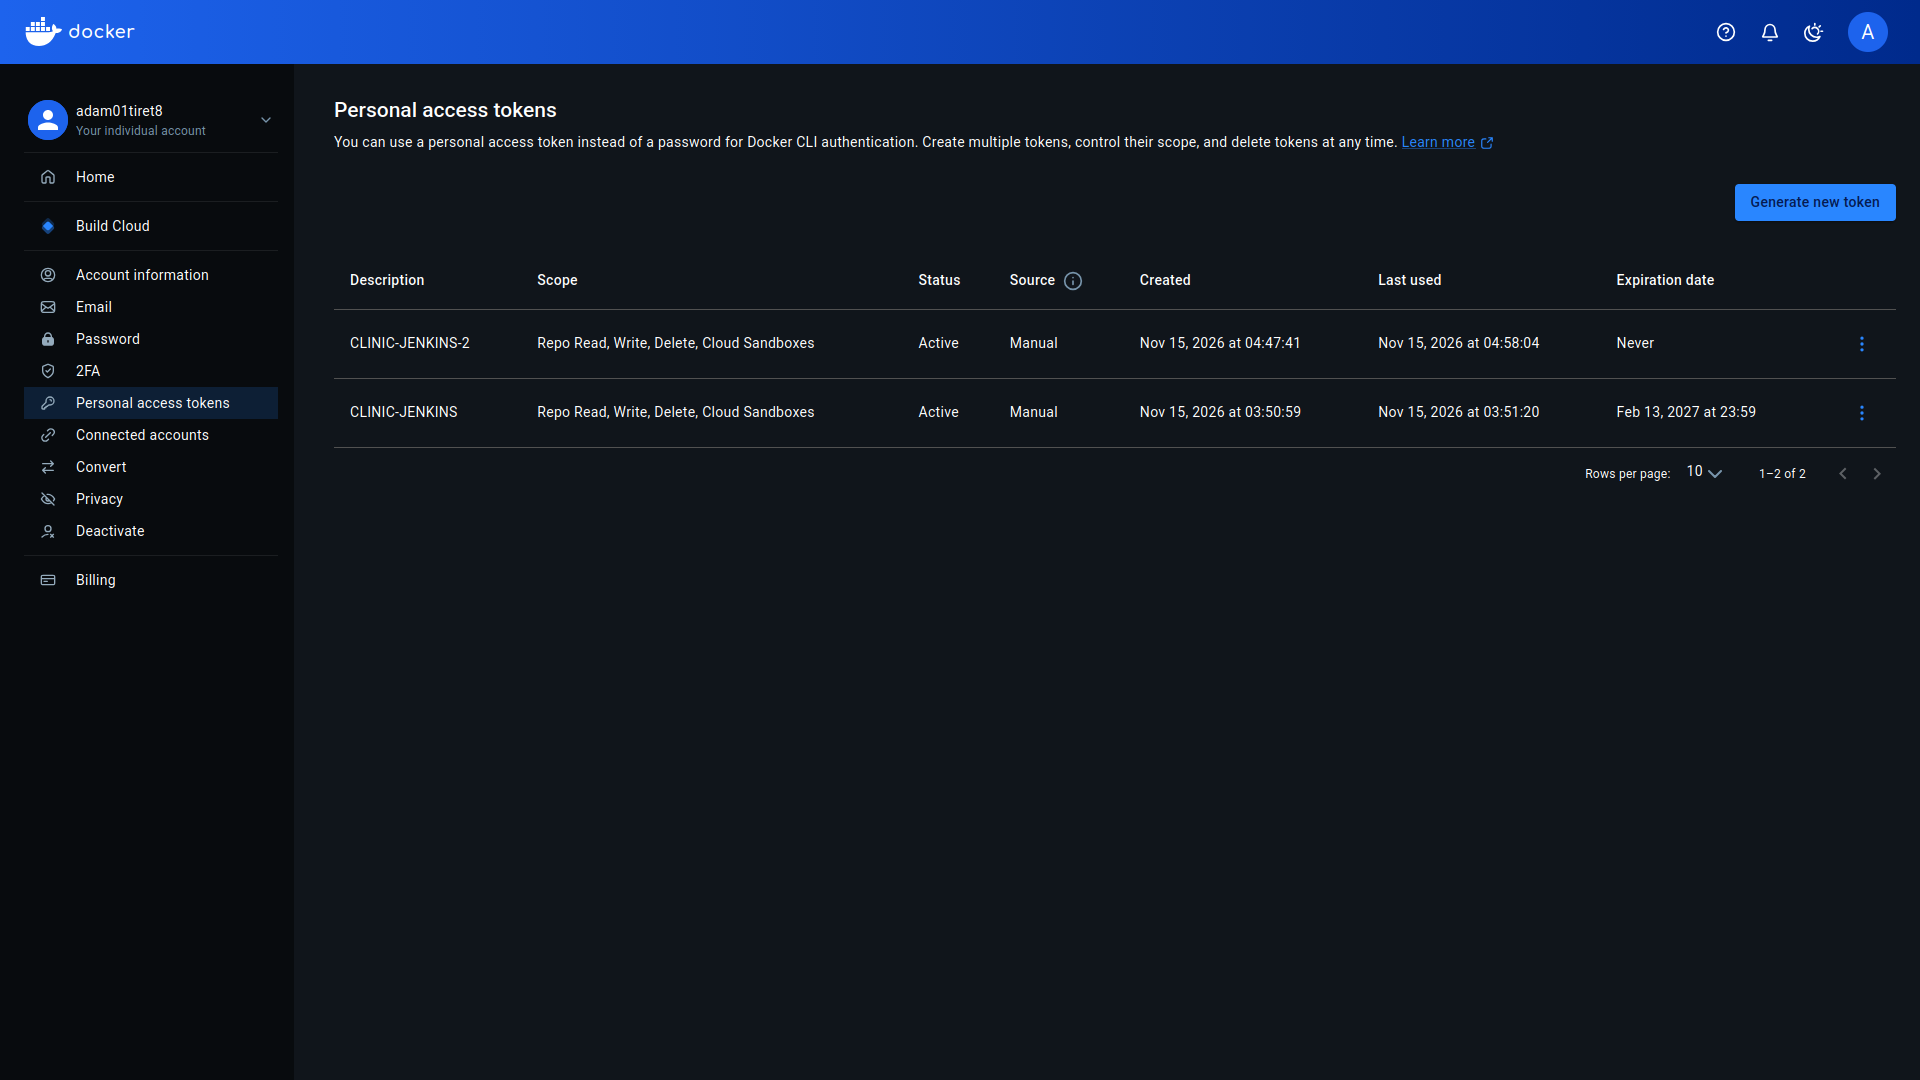 docker
A
adam01tiret8
Your individual account
Home
Build Cloud
Account information
Email
Password
2FA
Personal access tokens
Connected accounts
Convert
Privacy
Deactivate
Billing
Personal access tokens
You can use a personal access token instead of a password for Docker CLI authentication. Create multiple tokens, control their scope, and delete tokens at any time. Learn more
Generate new token
Description Scope Status Source Created Last used Expiration date
CLINIC-JENKINS-2 Repo Read, Write, Delete, Cloud Sandboxes Active Manual Nov 15, 2026 at 04:47:41 Nov 15, 2026 at 04:58:04 Never
CLINIC-JENKINS Repo Read, Write, Delete, Cloud Sandboxes Active Manual Nov 15, 2026 at 03:50:59 Nov 15, 2026 at 03:51:20 Feb 13, 2027 at 23:59
Rows per page: 10 1–2 of 2